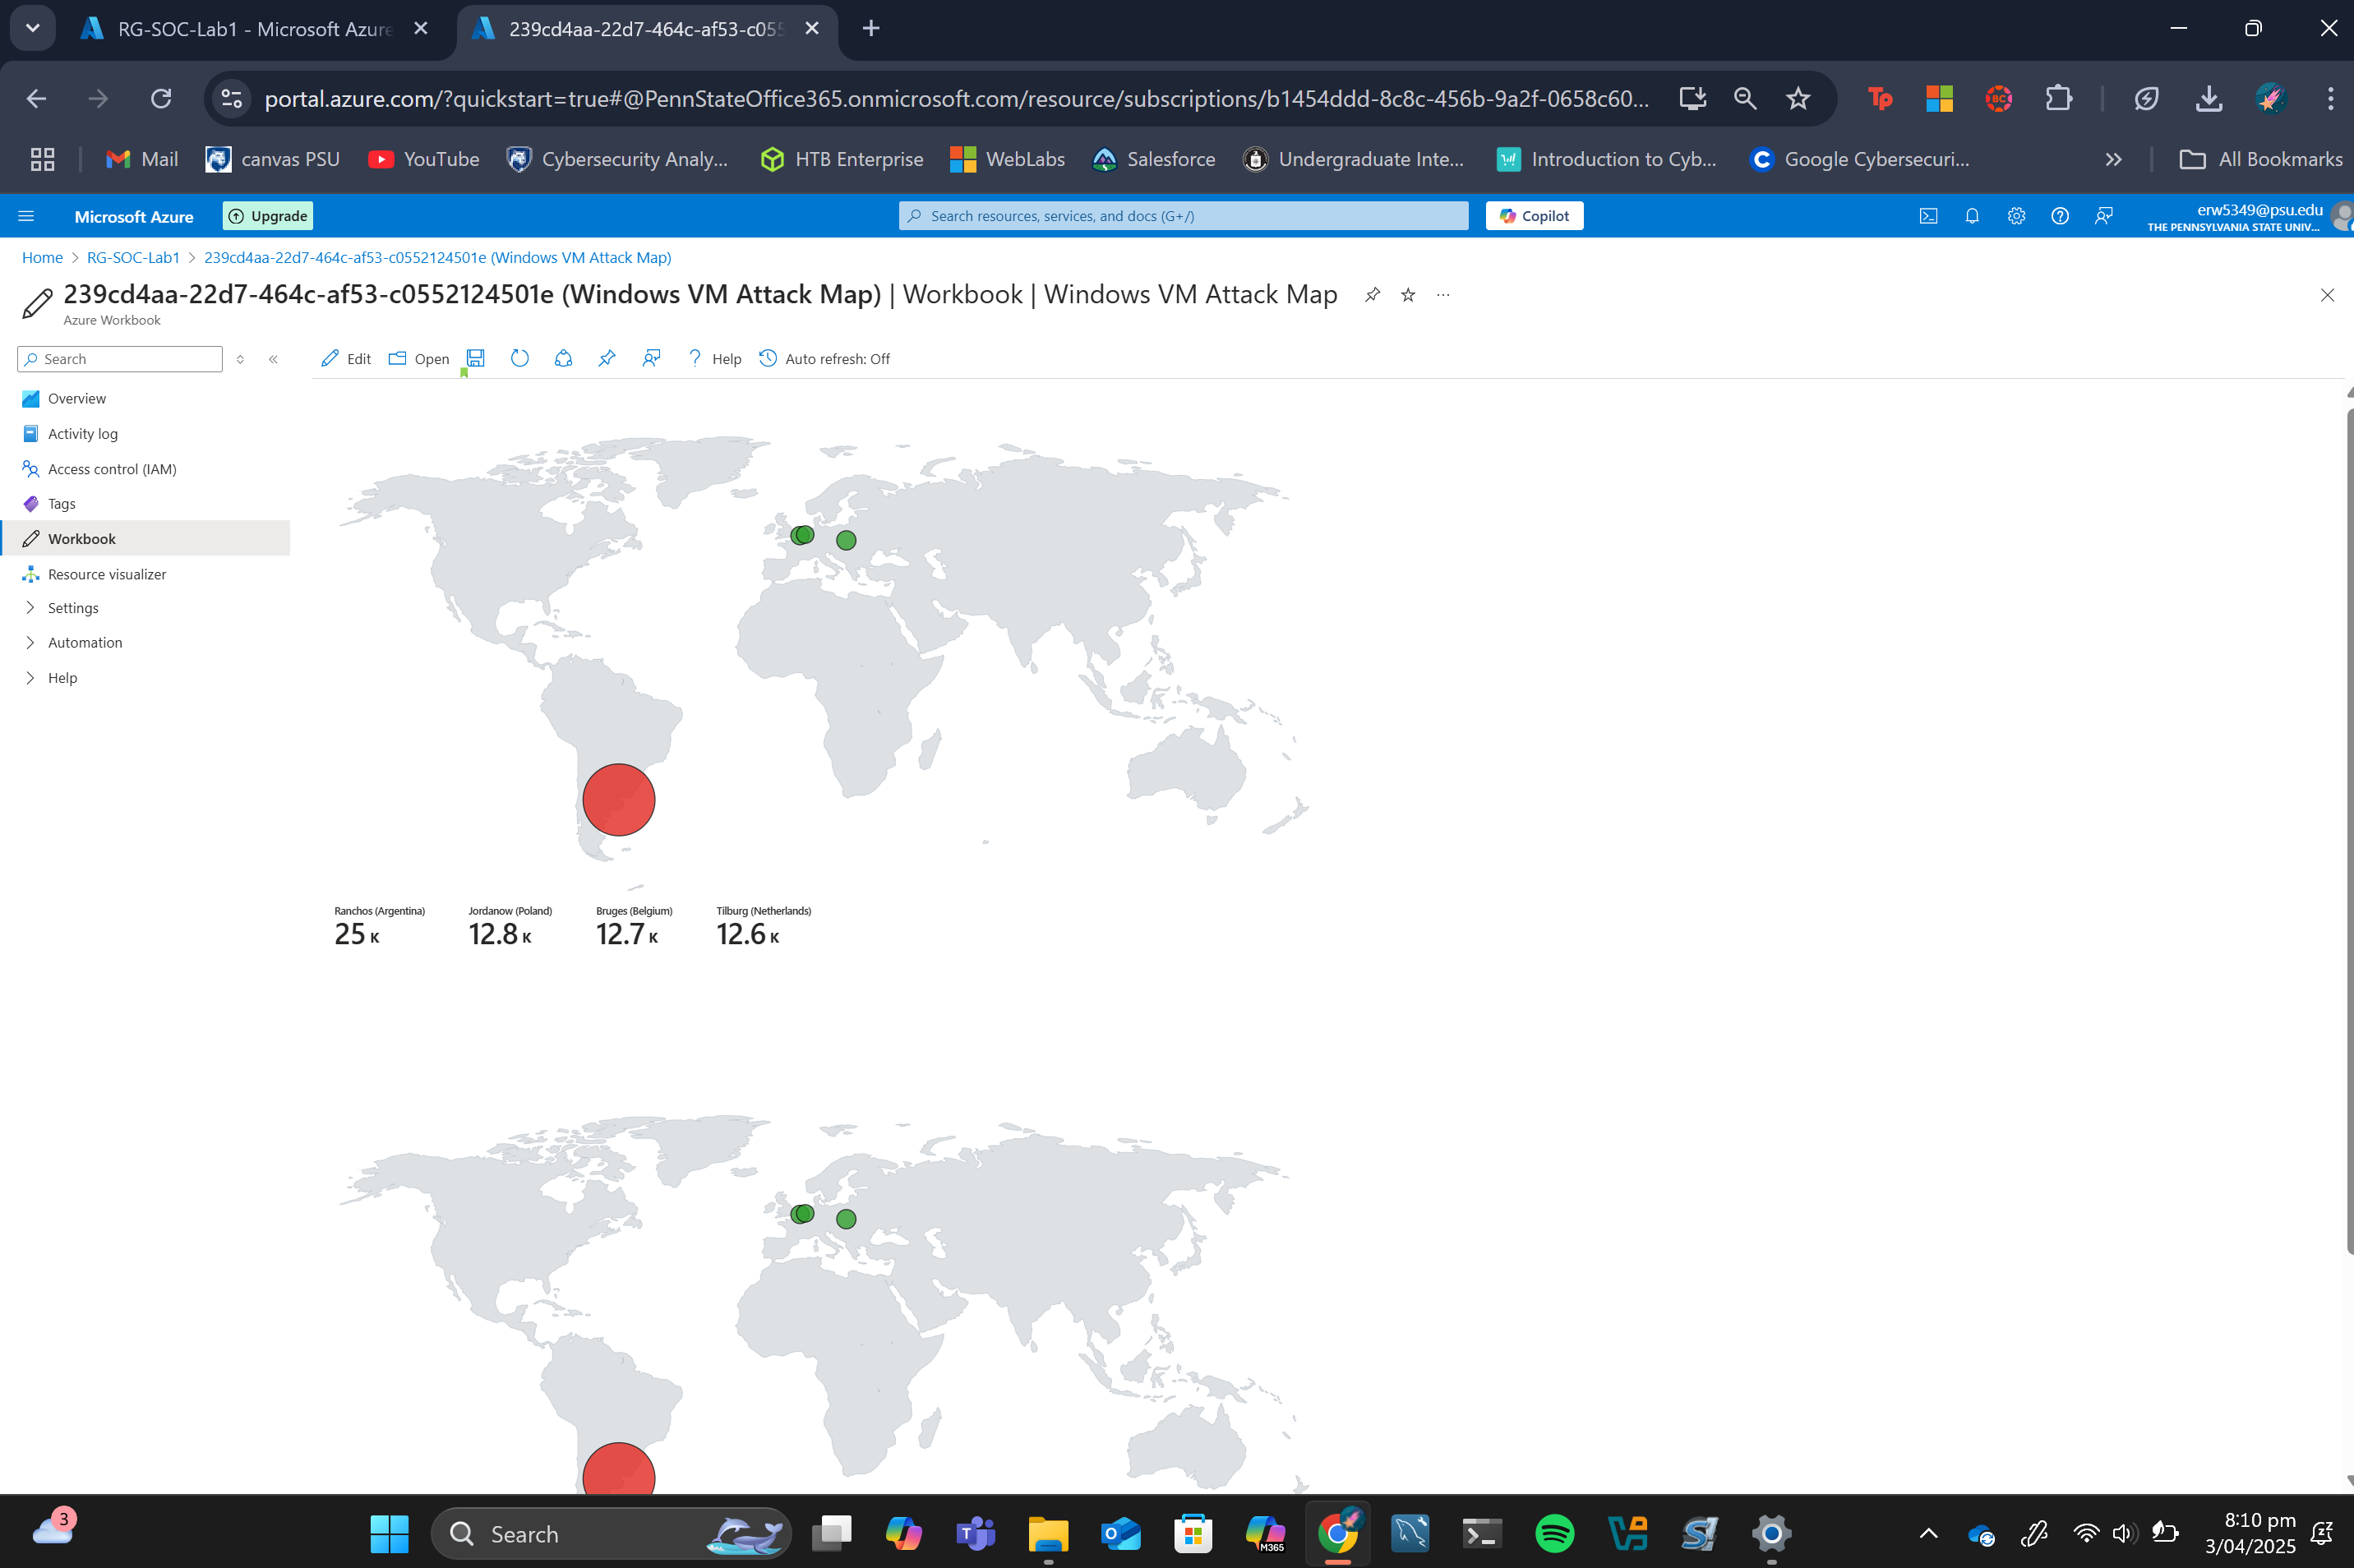 RG-SOC-Lab1 - Microsoft Azure
239cd4aa-22d7-464c-af53-c055
portal.azure.com/?quickstart=true#@PennStateOffice365.onmicrosoft.com/resource/subscriptions/b1454ddd-8c8c-456b-9a2f-0658c60...
Tp
BC
Mail
canvas PSU
YouTube
Cybersecurity Analy...
HTB Enterprise
WebLabs
Salesforce
Undergraduate Inte...
Introduction to Cyb...
Google Cybersecuri...
All Bookmarks
Microsoft Azure
Upgrade
Search resources, services, and docs (G+/)
Copilot
erw5349@psu.edu
THE PENNSYLVANIA STATE UNIV...
Home > RG-SOC-Lab1 > 239cd4aa-22d7-464c-af53-c0552124501e (Windows VM Attack Map)
239cd4aa-22d7-464c-af53-c0552124501e (Windows VM Attack Map) | Workbook | Windows VM Attack Map
Azure Workbook
Search
Edit
Open
Help
Auto refresh: Off
Overview
Activity log
Access control (IAM)
Tags
Workbook
Resource visualizer
Settings
Automation
Help
Ranchos (Argentina)
25 K
Jordanow (Poland)
12.8 K
Bruges (Belgium)
12.7 K
Tilburg (Netherlands)
12.6 K
3
Search
M365
8:10 pm
3/04/2025